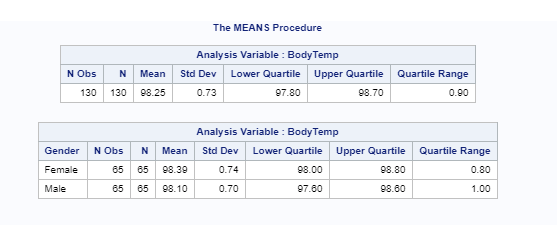 The MEANS Procedure
Analysis Variable : BodyTemp
N Obs N Mean Std Dev Lower Quartile Upper Quartile Quartile Range
130 130 98.25 0.73 97.80 98.70 0.90
Analysis Variable : BodyTemp
Gender N Obs N Mean Std Dev Lower Quartile Upper Quartile Quartile Range
Female 65 65 98.39 0.74 98.00 98.80 0.80
Male 65 65 98.10 0.70 97.60 98.60 1.00